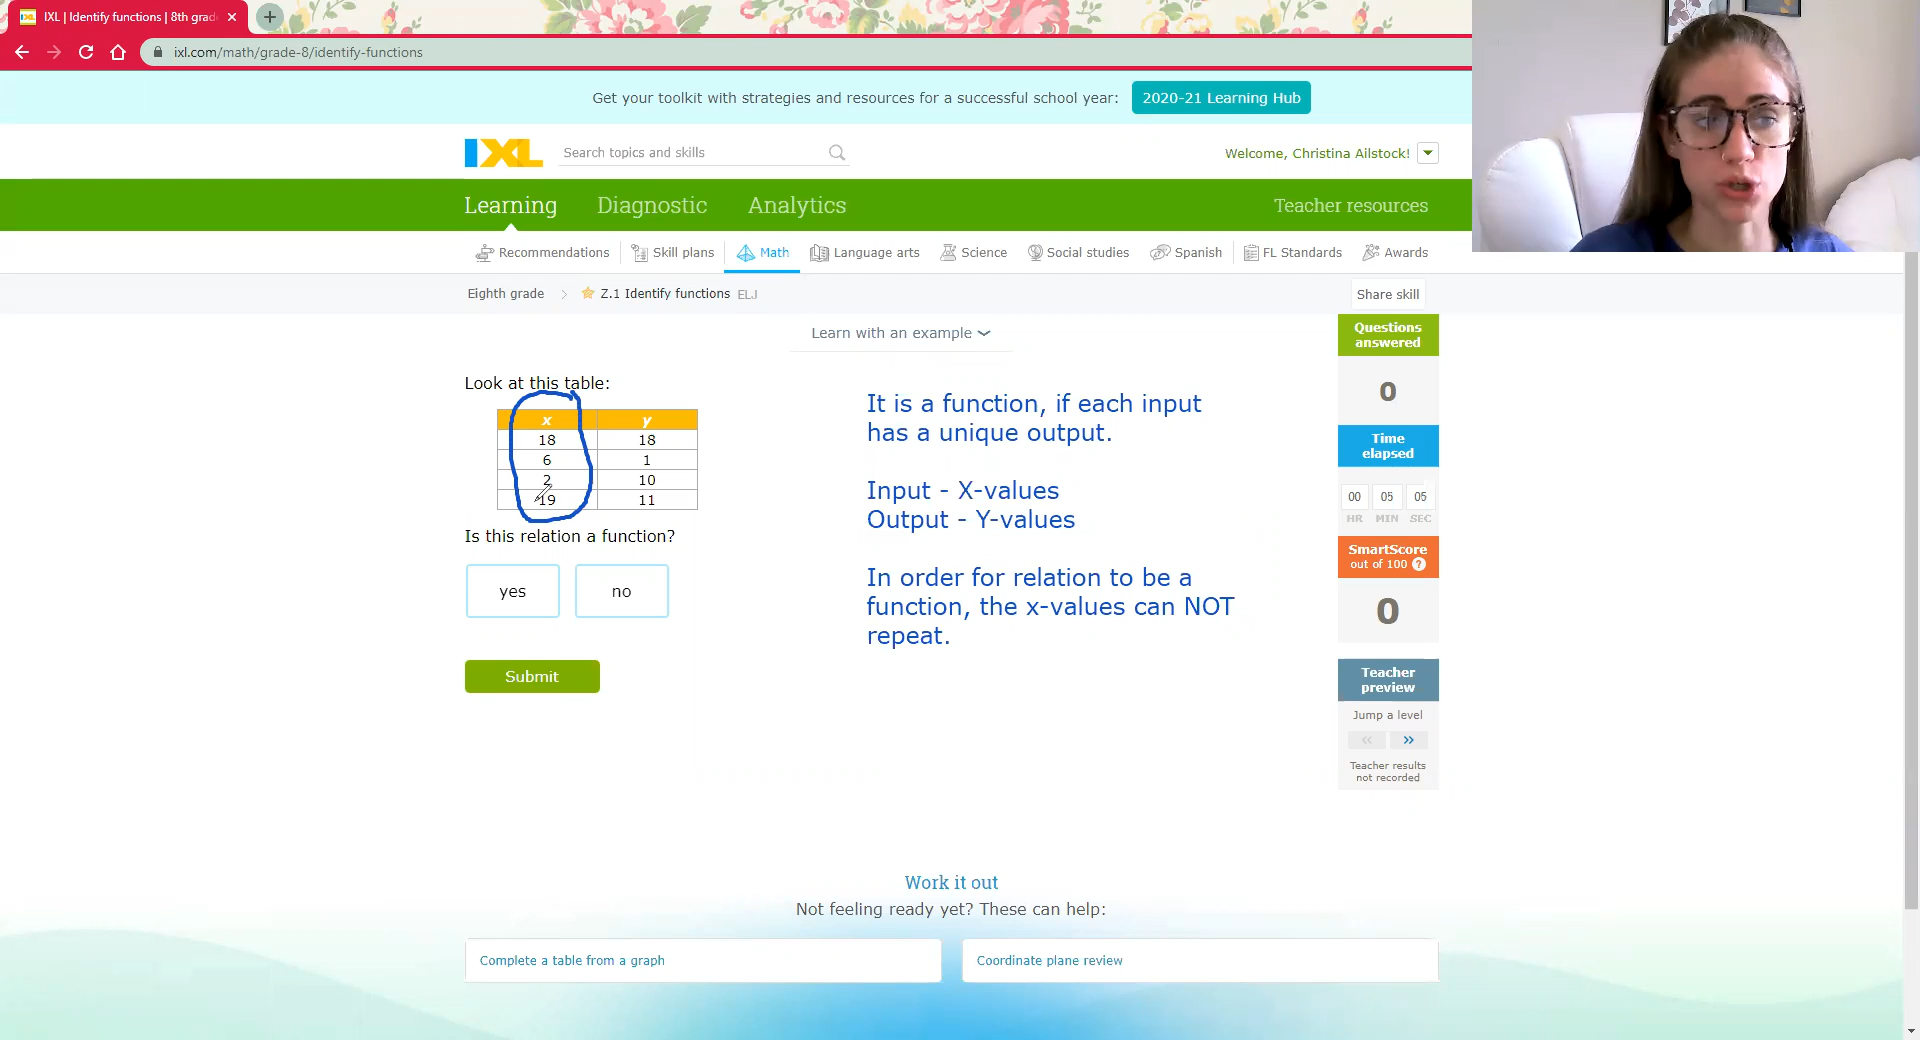 IXL | Identify functions | 8th grad
ixl.com/math/grade-8/identify-functions
Get your toolkit with strategies and resources for a successful school year:
2020-21 Learning Hub
IXL
Search topics and skills
Welcome, Christina Ailstock!
Learning
Diagnostic
Analytics
Teacher resources
Recommendations
Skill plans
Math
Language arts
Science
Social studies
Spanish
FL Standards
Awards
Eighth grade
Z.1 Identify functions ELJ
Share skill
Learn with an example
Look at this table:
x y
18 18
6 1
2 10
19 11
Is this relation a function?
yes
no
Submit
It is a function, if each input
has a unique output.
Input - X-values
Output - Y-values
In order for relation to be a
function, the x-values can NOT
repeat.
Questions
answered
0
Time
elapsed
00 05 05
HR MIN SEC
SmartScore
out of 100 ?
0
Teacher
preview
Jump a level
Teacher results
not recorded
Work it out
Not feeling ready yet? These can help:
Complete a table from a graph
Coordinate plane review